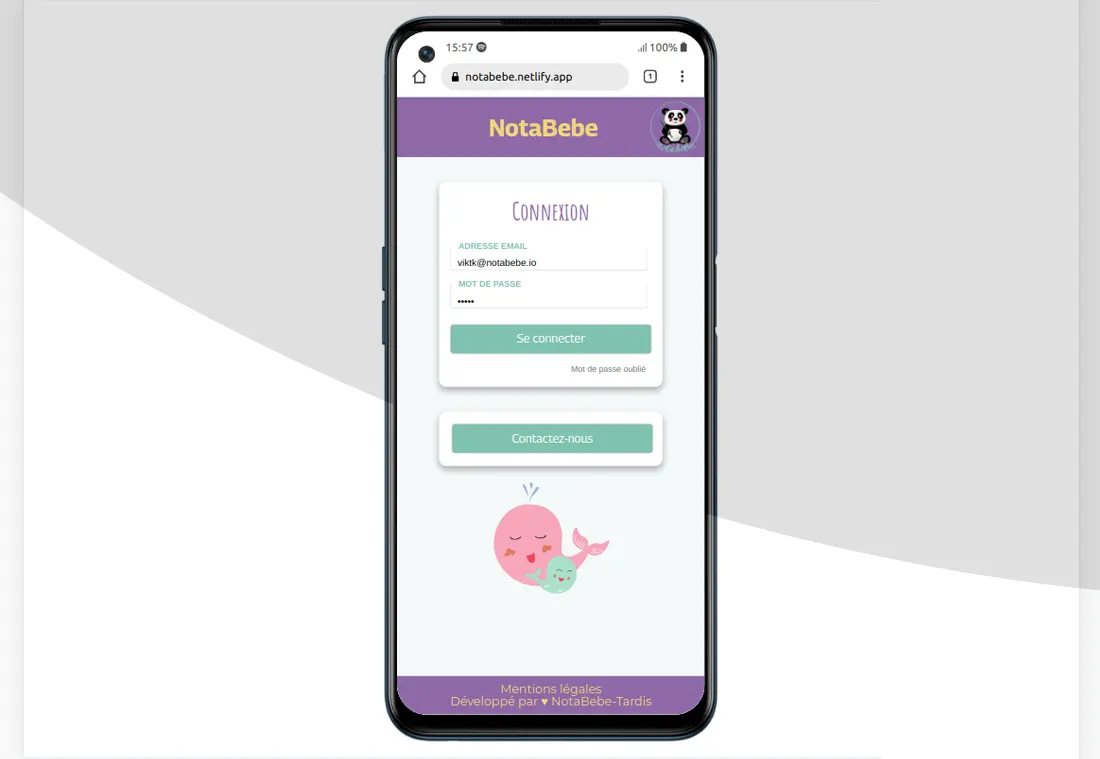 15:57
100%
notabebe.netlify.app
1
NotaBebe
Connexion
ADRESSE EMAIL
viktk@notabebe.io
MOT DE PASSE
•••••
Se connecter
Mot de passe oublié
Contactez-nous
Mentions légales
Développé par ♥ NotaBebe-Tardis